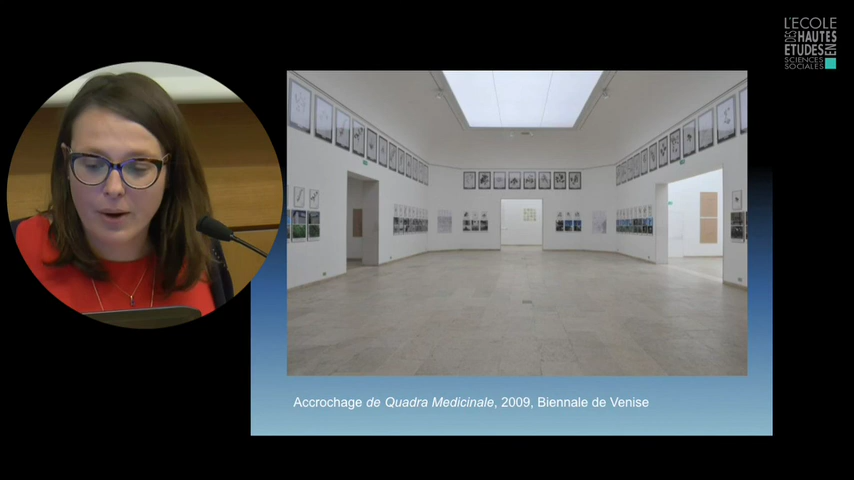 L'ECOLE
DES HAUTES
ETUDES EN
SCIENCES
SOCIALES
Accrochage de Quadra Medicinale, 2009, Biennale de Venise